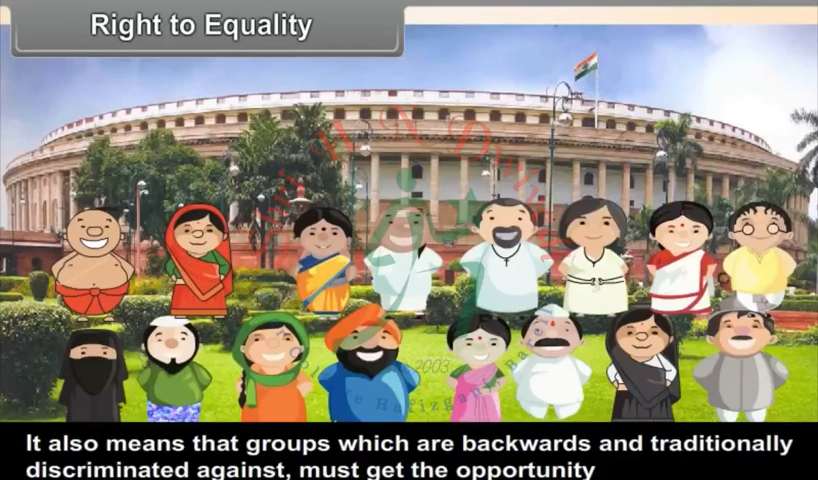 Right to Equality
2003
It also means that groups which are backwards and traditionally
discriminated against, must get the opportunity